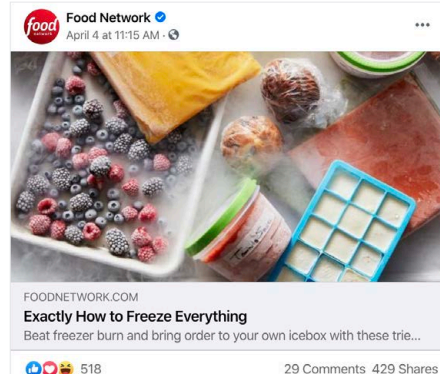 food
network
Food Network
April 4 at 11:15 AM ·
FOODNETWORK.COM
Exactly How to Freeze Everything
Beat freezer burn and bring order to your own icebox with these trie...
518
29 Comments 429 Shares